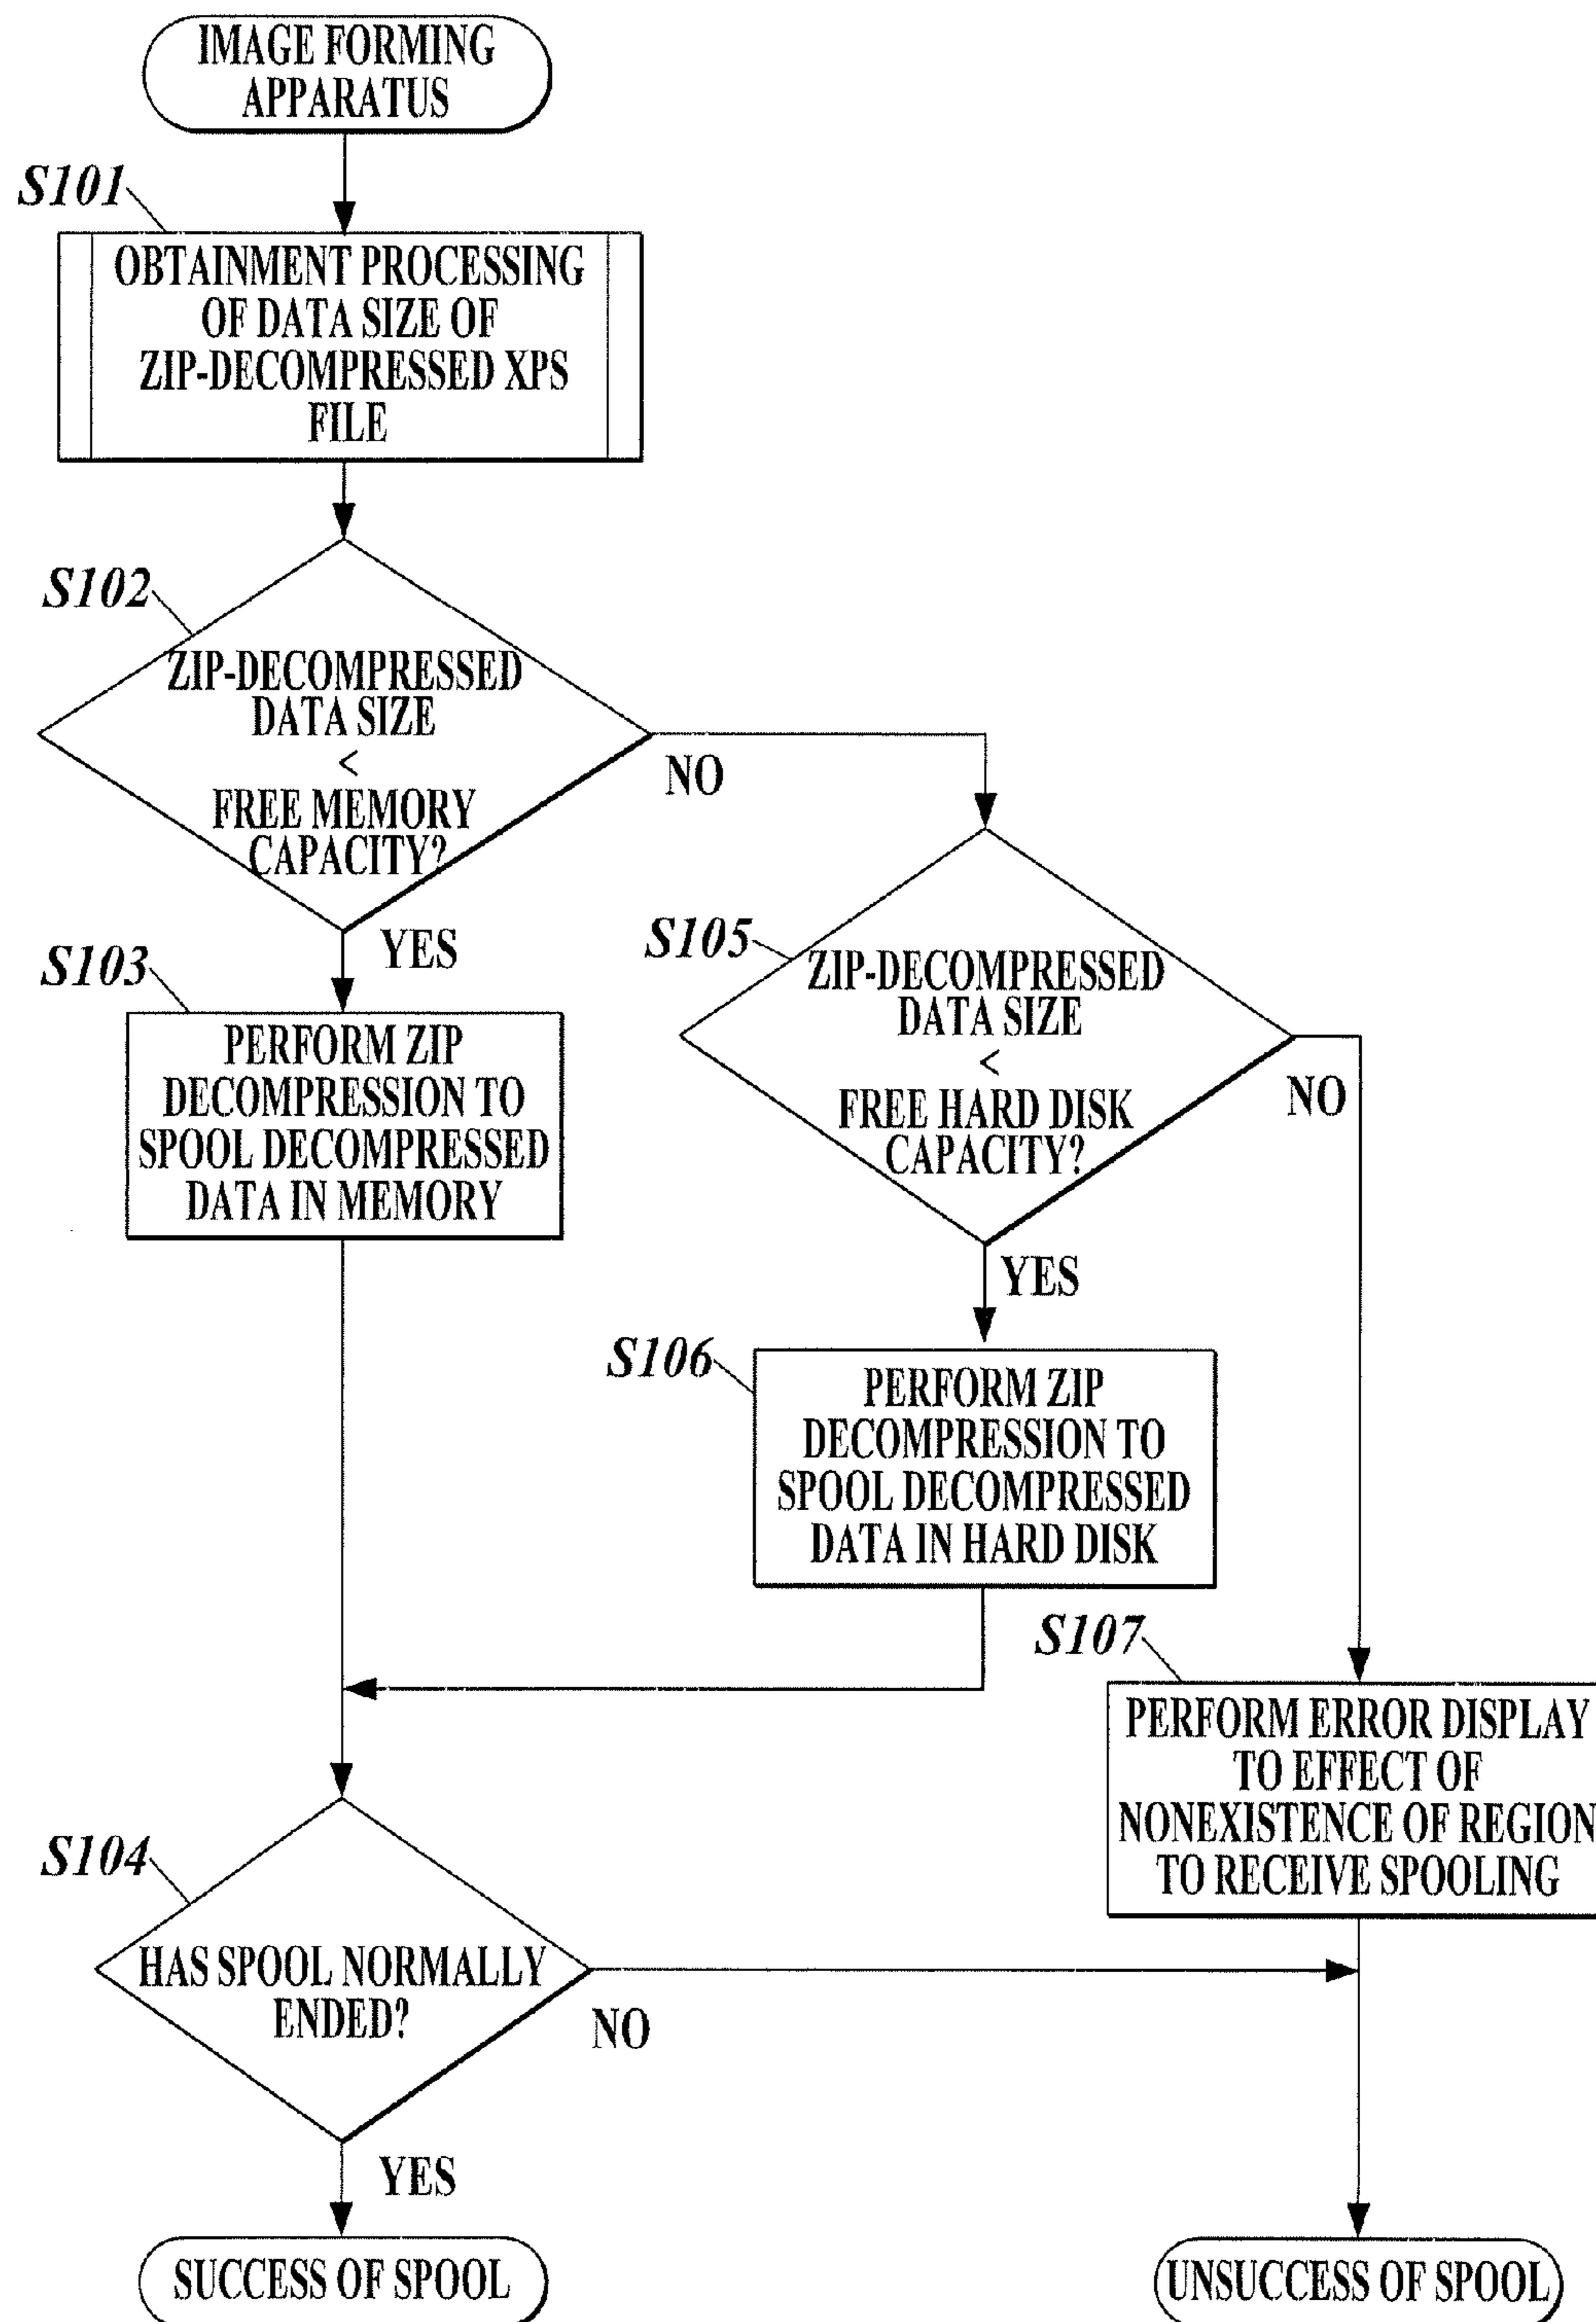 IMAGE FORMING
APPARATUS
S101
OBTAINMENT PROCESSING
OF DATA SIZE OF
ZIP-DECOMPRESSED XPS
FILE
S102
ZIP-DECOMPRESSED
DATA SIZE
<
FREE MEMORY
CAPACITY?
NO
YES
S103
PERFORM ZIP
DECOMPRESSION TO
SPOOL DECOMPRESSED
DATA IN MEMORY
S105
ZIP-DECOMPRESSED
DATA SIZE
<
FREE HARD DISK
CAPACITY?
NO
YES
S106
PERFORM ZIP
DECOMPRESSION TO
SPOOL DECOMPRESSED
DATA IN HARD DISK
S107
PERFORM ERROR DISPLAY
TO EFFECT OF
NONEXISTENCE OF REGION
TO RECEIVE SPOOLING
S104
HAS SPOOL NORMALLY
ENDED?
NO
YES
SUCCESS OF SPOOL
UNSUCCESS OF SPOOL